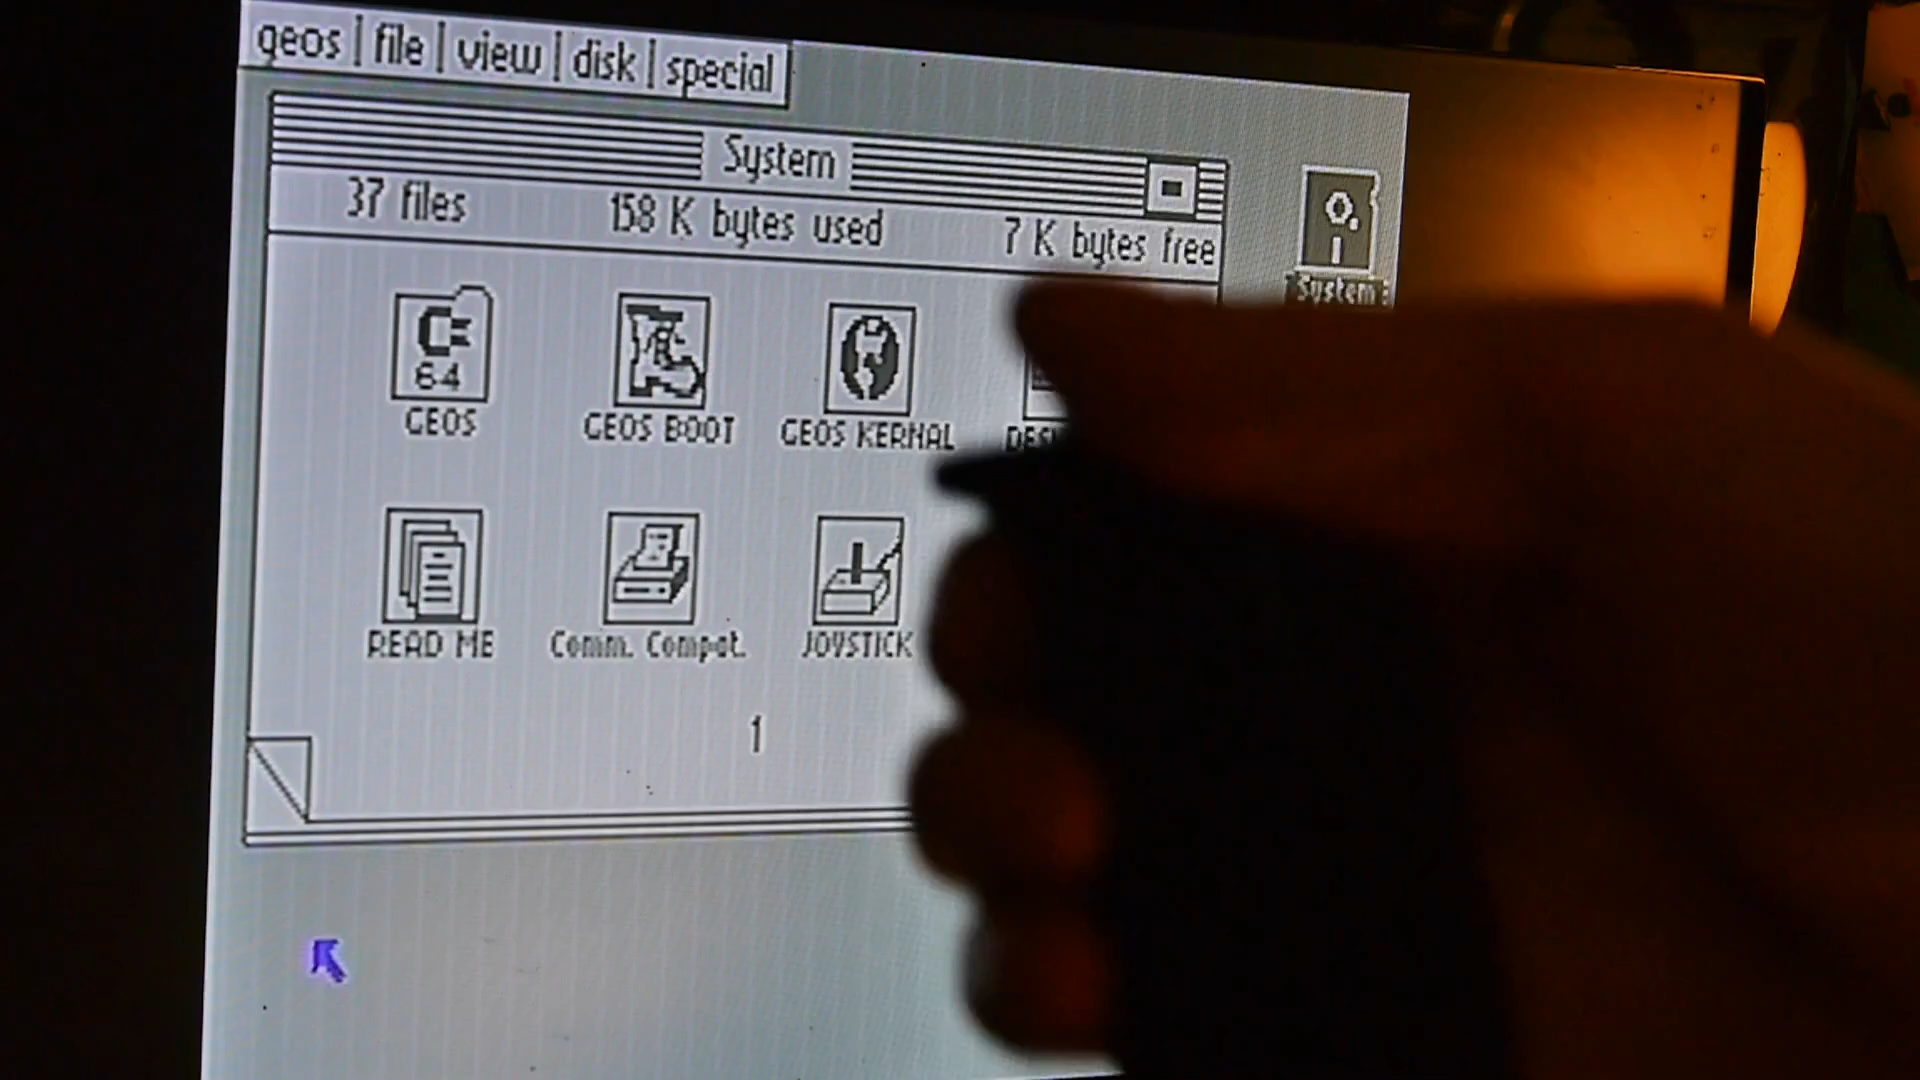 geos | file | view | disk | special
System
37 files 158 K bytes used 7 K bytes free
System
64
GEOS GEOS BOOT GEOS KERNAL
READ ME Comm. Compat. JOYSTICK
1